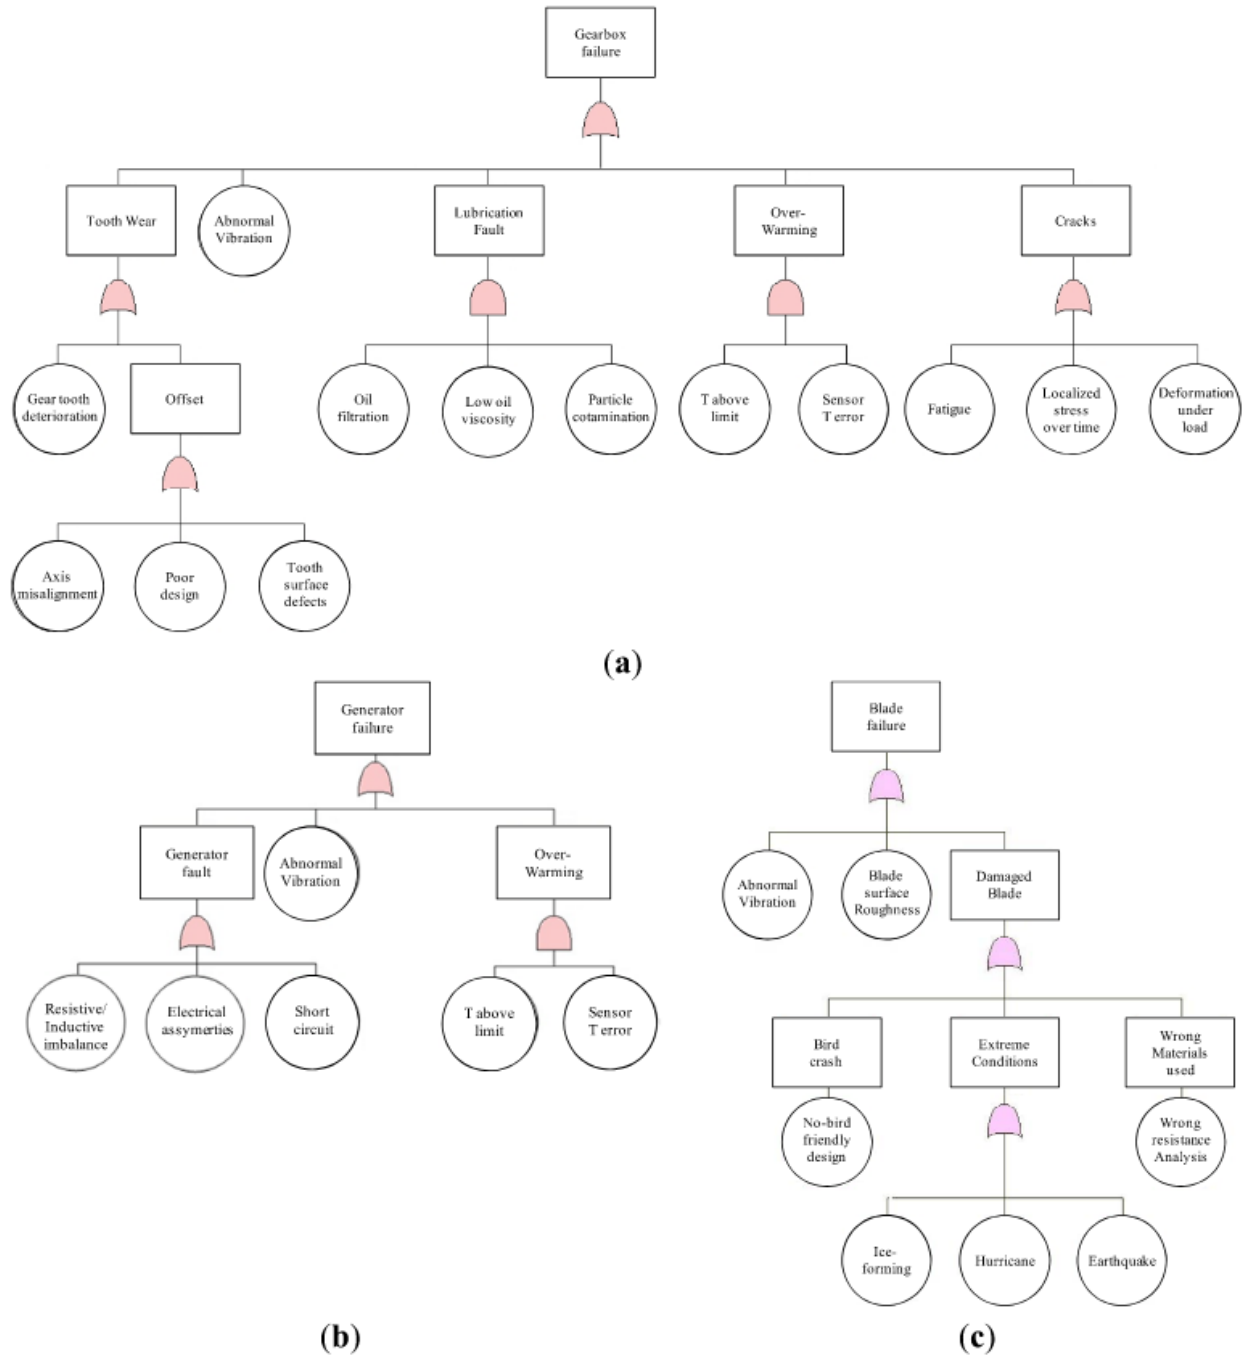 Gearbox
failure
Tooth Wear
Abnormal
Vibration
Lubrication
Fault
Over-
Warming
Cracks
Gear tooth
deterioration
Offset
Oil
filtration
Low oil
viscosity
Particle
cotamination
T above
limit
Sensor
T error
Fatigue
Localized
stress
over time
Deformation
under
load
Axis
misalignment
Poor
design
Tooth
surface
defects
(a)
Generator
failure
Generator
fault
Abnormal
Vibration
Over-
Warming
Resistive/
Inductive
imbalance
Electrical
assymerties
Short
circuit
T above
limit
Sensor
T error
(b)
Blade
failure
Abnormal
Vibration
Blade
surface
Roughness
Damaged
Blade
Bird
crash
Extreme
Conditions
Wrong
Materials
used
No-bird
friendly
design
Wrong
resistance
Analysis
Ice-
forming
Hurricane
Earthquake
(c)